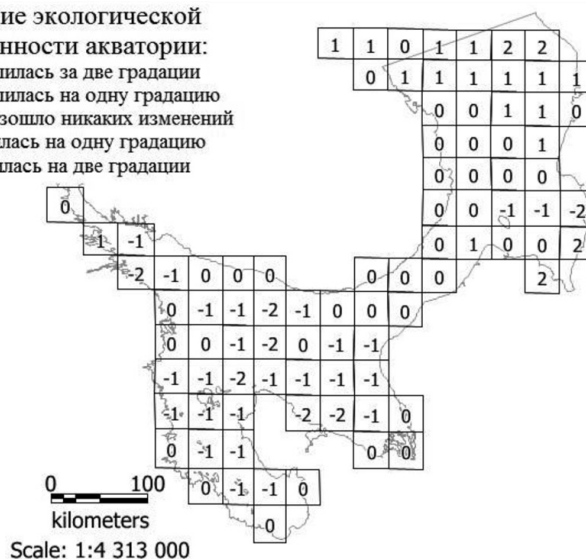 ие экологической
нности акватории:
илась за две градации
илась на одну градацию
зошло никаких изменений
лась на одну градацию
лась на две градации
1 1 0 1 1 2 2
0 1 1 1 1 1 1
0 0 1 1 0
0 0 0 1
0 0 0 0
0
0 0 -1 -1 -2
1 -1
0 1 0 0 2
-2 -1 0 0 0 0 0 0 2
0 -1 -1 -2 -1 0 0 0
0 0 -1 -2 0 -1 -1
-1 -1 -2 -1 -1 -1 -1
-1 -1 -1 -2 -2 -1 0
0 -1 -1 0 0
0 -1 -1 0
0
0 100
kilometers
Scale: 1:4 313 000